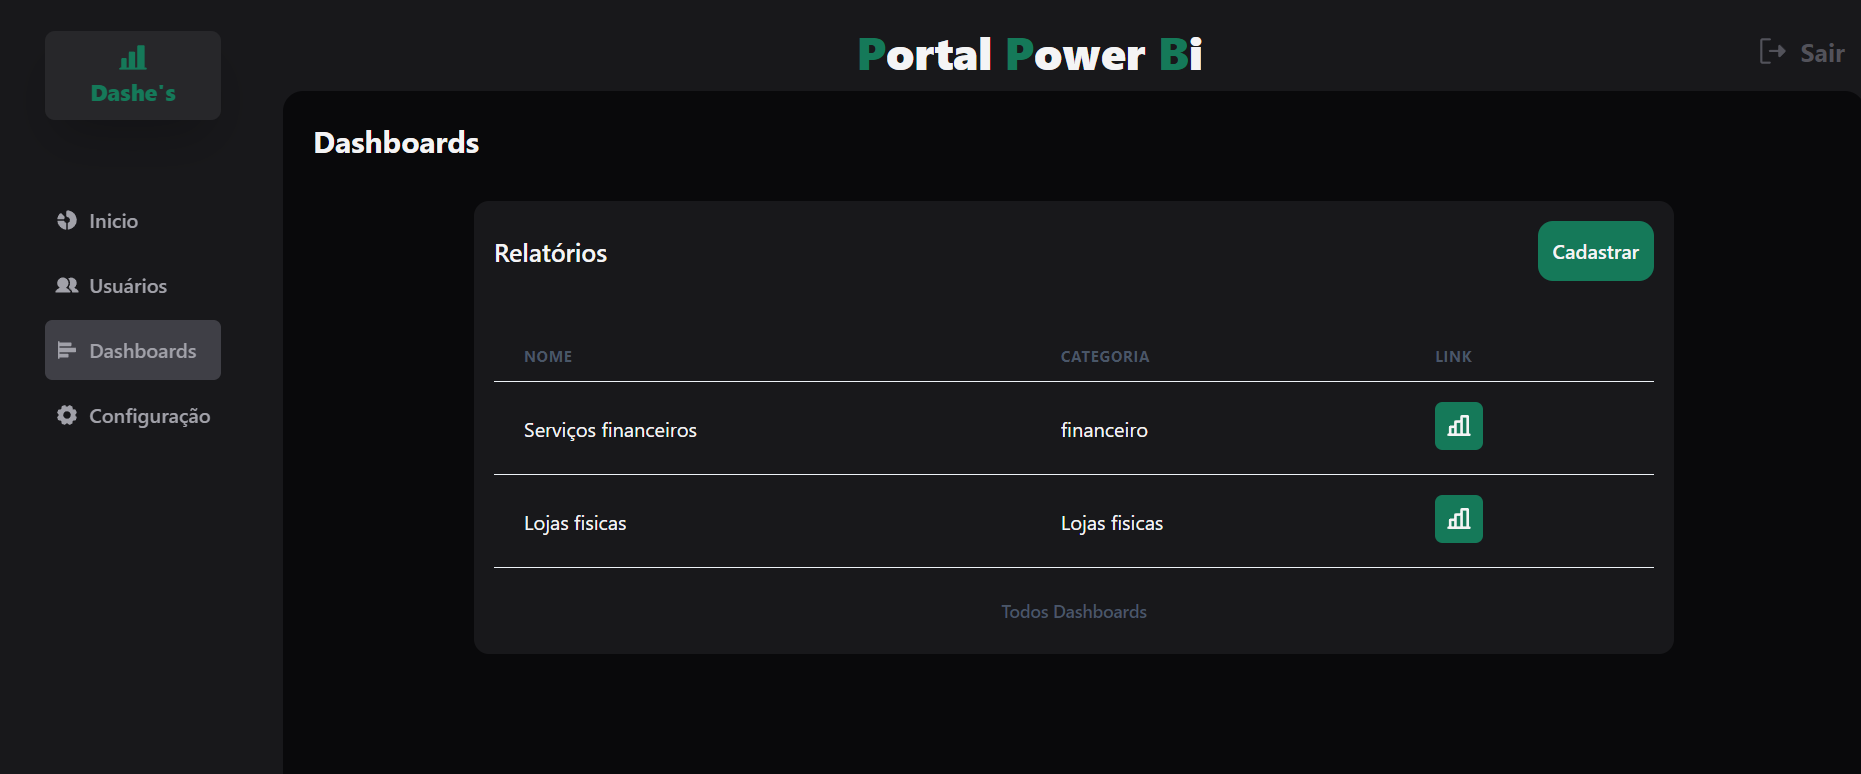 Dashe's
Portal Power Bi
Sair
Inicio
Usuários
Dashboards
Configuração
Dashboards
Relatórios
Cadastrar
NOME CATEGORIA LINK
Serviços financeiros financeiro
Lojas fisicas Lojas fisicas
Todos Dashboards